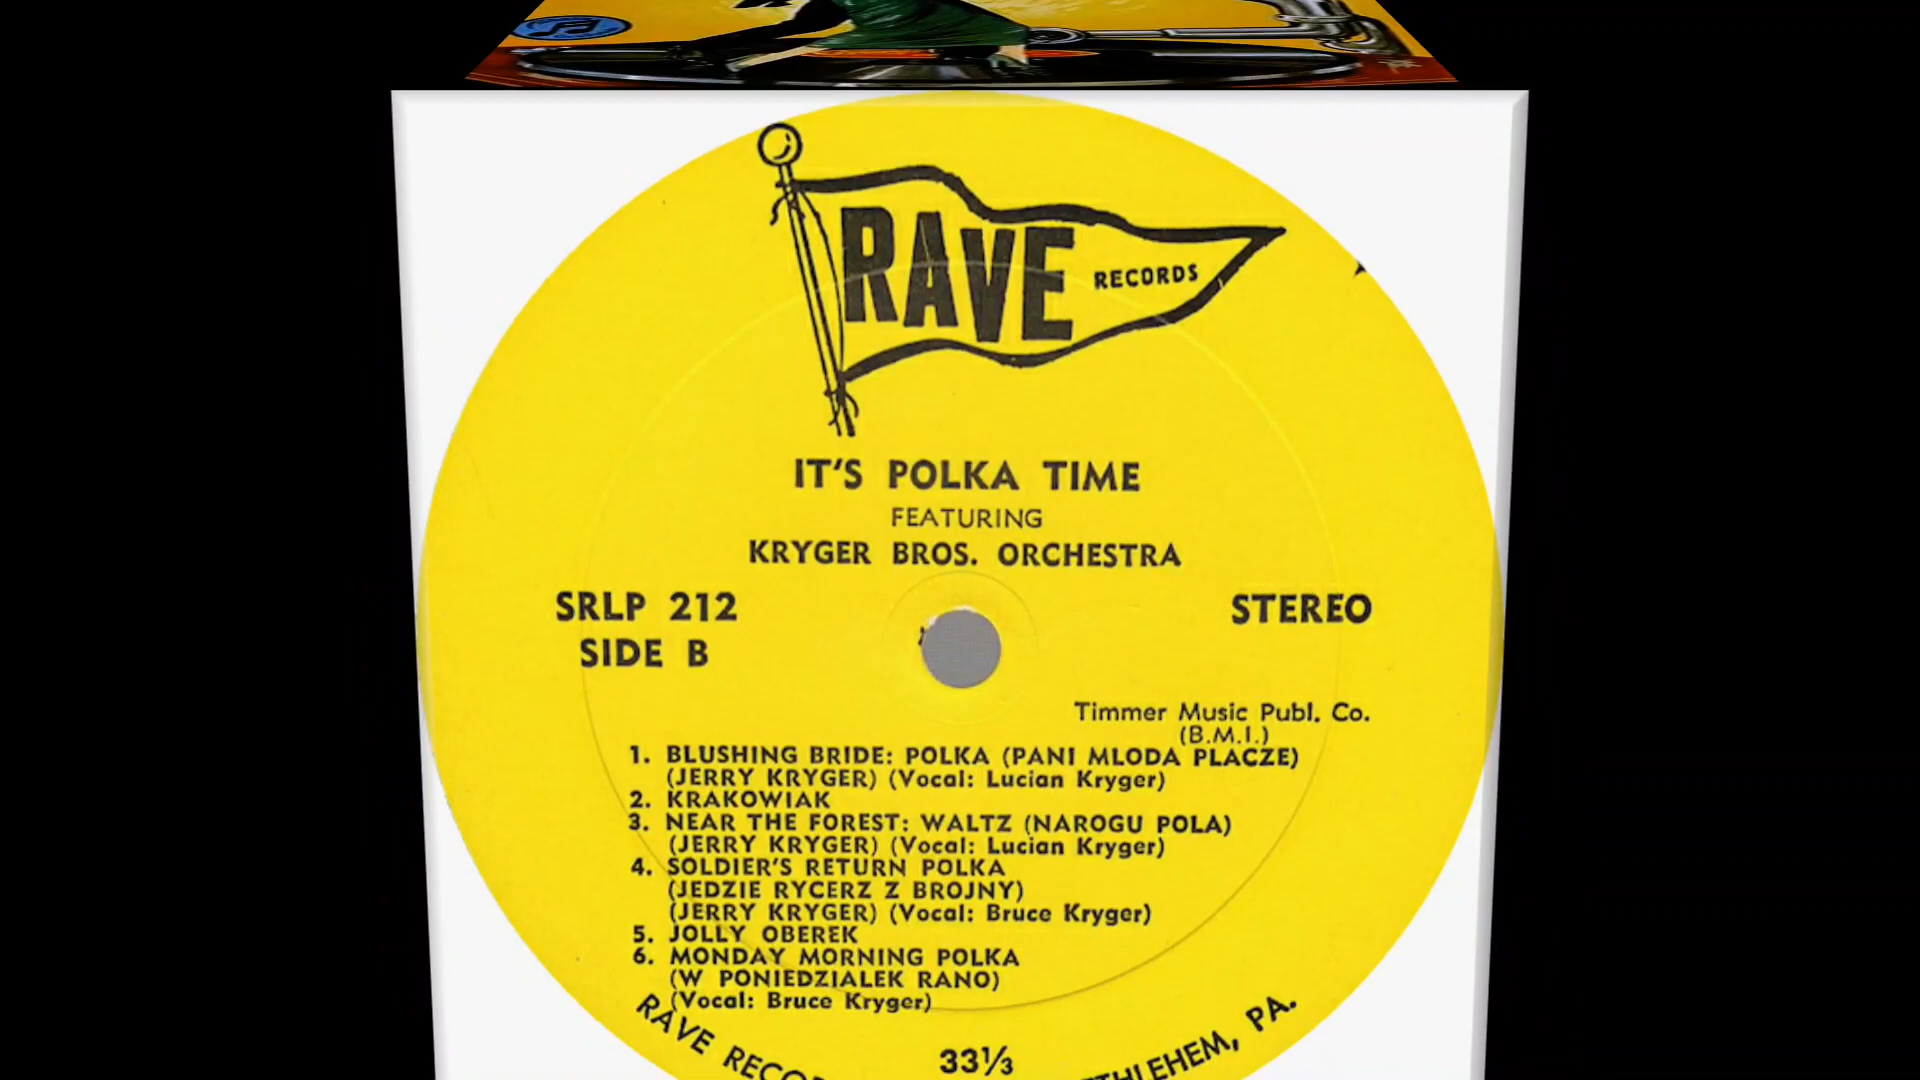 RAVE RECORDS
IT'S POLKA TIME
FEATURING
KRYGER BROS. ORCHESTRA
SRLP 212
STEREO
SIDE B
Timmer Music Publ. Co.
(B.M.I.)
1. BLUSHING BRIDE: POLKA (PANI MLODA PLACZE)
(JERRY KRYGER) (Vocal: Lucian Kryger)
2. KRAKOWIAK
3. NEAR THE FOREST: WALTZ (NAROGU POLA)
(JERRY KRYGER) (Vocal: Lucian Kryger)
4. SOLDIER'S RETURN POLKA
(JEDZIE RYCERZ Z BROJNY)
(JERRY KRYGER) (Vocal: Bruce Kryger)
5. JOLLY OBEREK
6. MONDAY MORNING POLKA
(W PONIEDZIALEK RANO)
(Vocal: Bruce Kryger)
33⅓
RAVE PA.